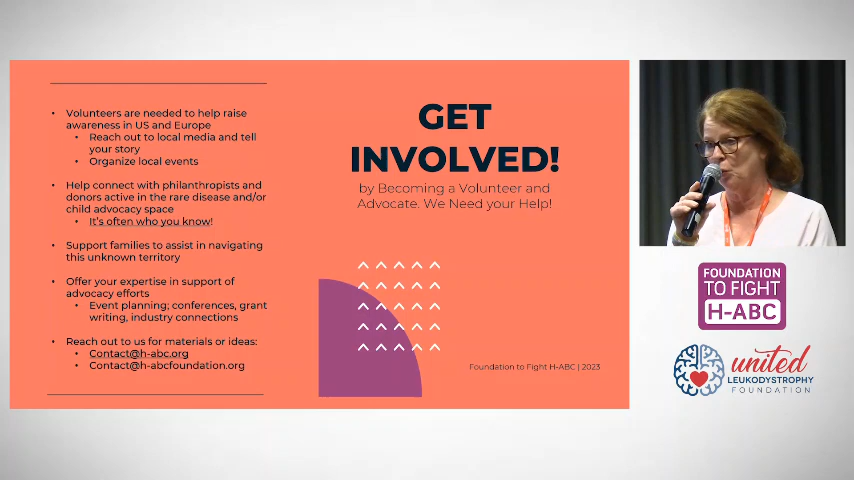 • Volunteers are needed to help raise
awareness in US and Europe
• Reach out to local media and tell
your story
• Organize local events
• Help connect with philanthropists and
donors active in the rare disease and/or
child advocacy space
• It's often who you know!
• Support families to assist in navigating
this unknown territory
• Offer your expertise in support of
advocacy efforts
• Event planning; conferences, grant
writing, industry connections
• Reach out to us for materials or ideas:
• Contact@h-abc.org
• Contact@h-abcfoundation.org
GET
INVOLVED!
by Becoming a Volunteer and
Advocate. We Need your Help!
Foundation to Fight H-ABC | 2023
FOUNDATION
TO FIGHT
H-ABC
united
LEUKODYSTROPHY
FOUNDATION